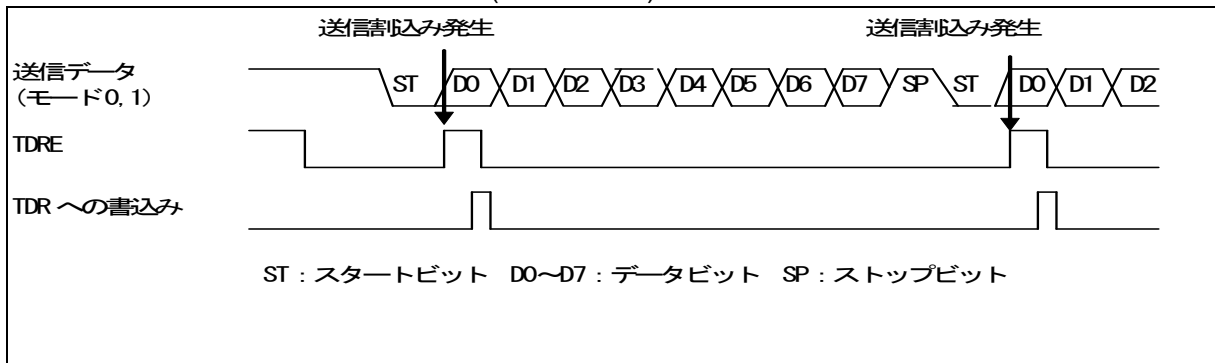 送信割込み発生 送信割込み発生
送信データ
(モード0, 1)
ST D0 D1 D2 D3 D4 D5 D6 D7 SP ST D0 D1 D2
TDRE
TDR への書込み
ST：スタートビット D0～D7：データビット SP：ストップビット